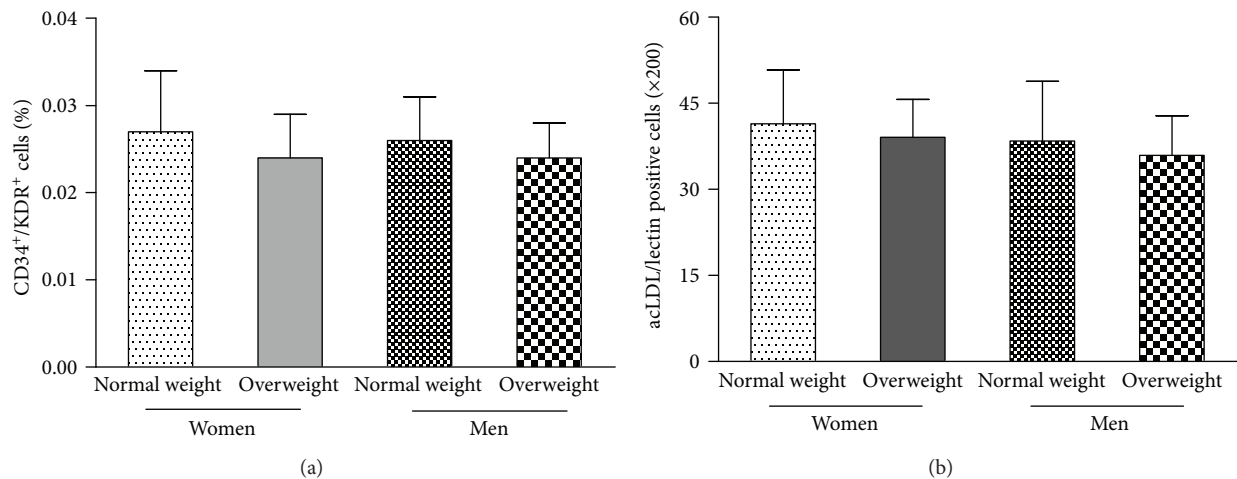 CD34⁺/KDR⁺ cells (%)
0.04
0.03
0.02
0.01
0.00
Normal weight
Overweight
Normal weight
Overweight
Women
Men
(a)
acLDL/lectin positive cells (×200)
60
45
30
15
0
Normal weight
Overweight
Normal weight
Overweight
Women
Men
(b)